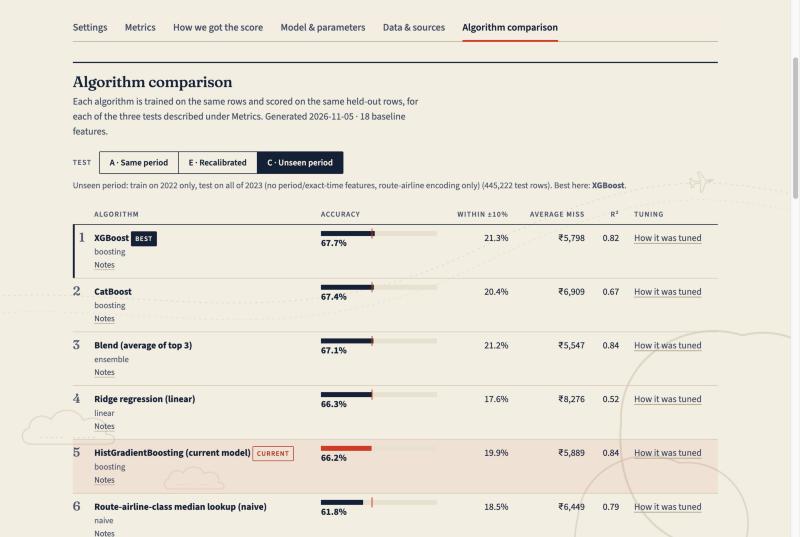 Settings Metrics How we got the score Model & parameters Data & sources Algorithm comparison
Algorithm comparison
Each algorithm is trained on the same rows and scored on the same held-out rows, for
each of the three tests described under Metrics. Generated 2026-11-05 · 18 baseline
features.
TEST A · Same period E · Recalibrated C · Unseen period
Unseen period: train on 2022 only, test on all of 2023 (no period/exact-time features, route-airline encoding only) (445,222 test rows). Best here: XGBoost.
ALGORITHM ACCURACY WITHIN ±10% AVERAGE MISS R² TUNING
1 XGBoost BEST 67.7% 21.3% ₹5,798 0.82 How it was tuned
boosting
Notes
2 CatBoost 67.4% 20.4% ₹6,909 0.67 How it was tuned
boosting
Notes
3 Blend (average of top 3) 67.1% 21.2% ₹5,547 0.84 How it was tuned
ensemble
Notes
4 Ridge regression (linear) 66.3% 17.6% ₹8,276 0.52 How it was tuned
linear
Notes
5 HistGradientBoosting (current model) CURRENT 66.2% 19.9% ₹5,889 0.84 How it was tuned
boosting
Notes
6 Route-airline-class median lookup (naive) 61.8% 18.5% ₹6,449 0.79 How it was tuned
naive
Notes